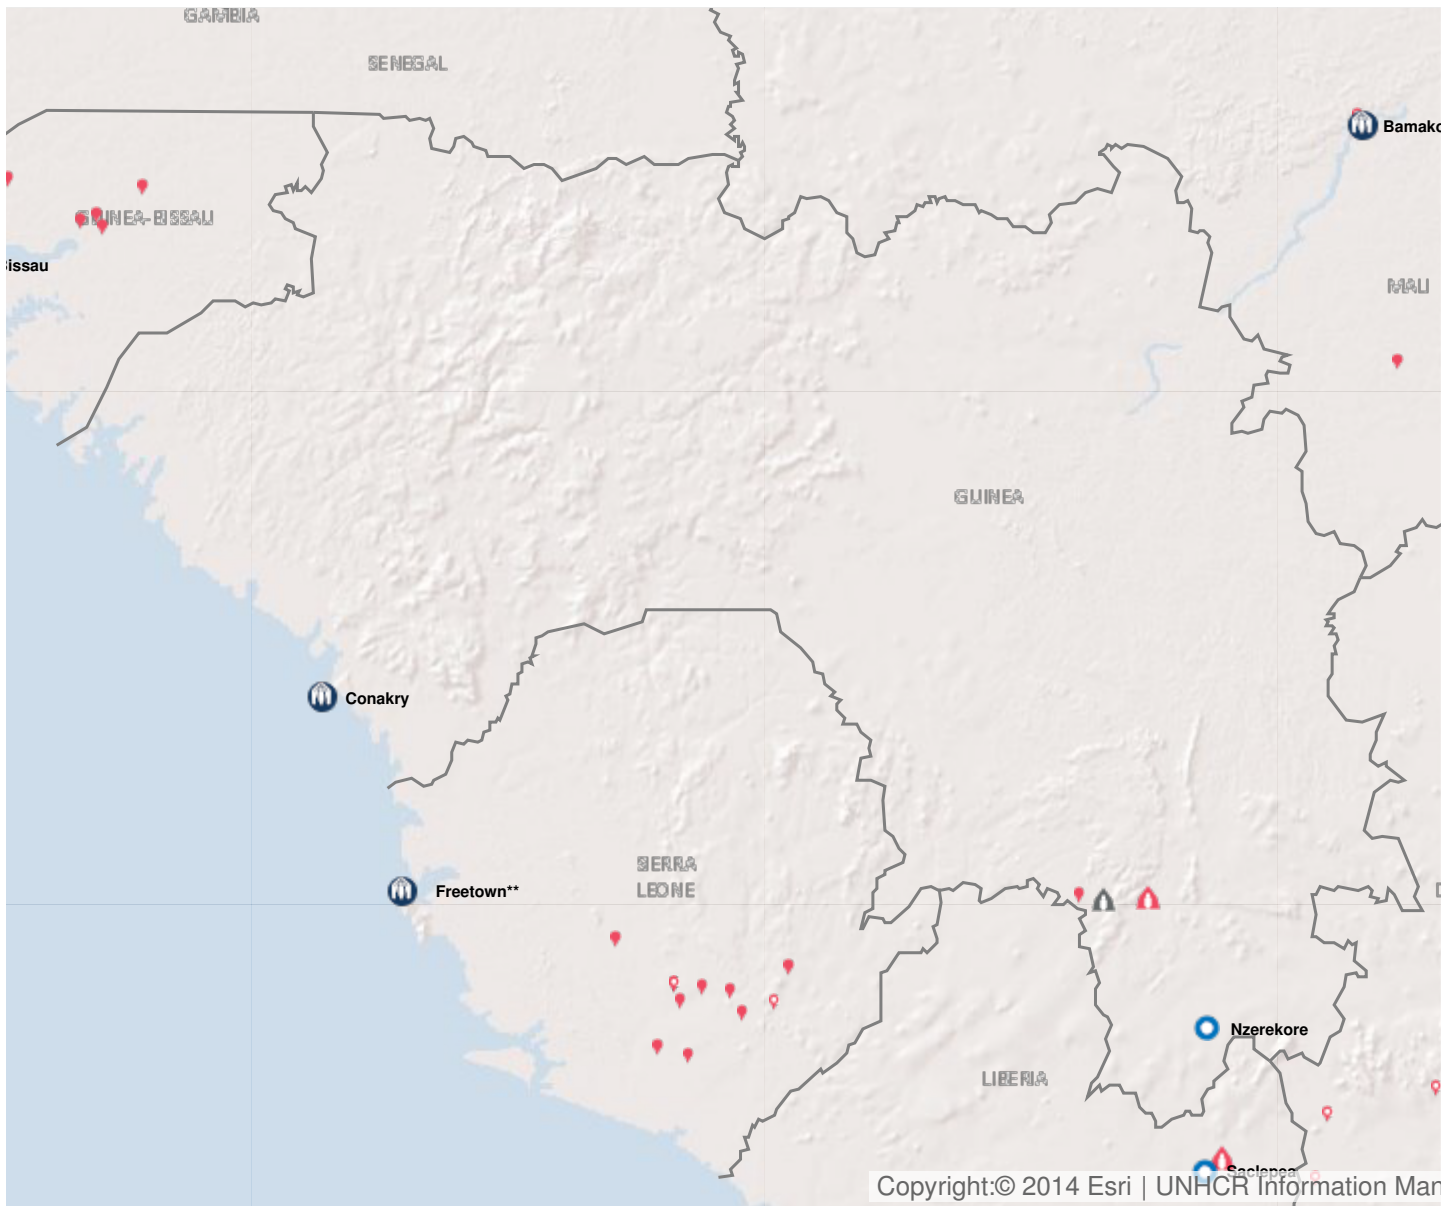 GAMBIA
SENEGAL
Bamako
GUINEA-BISSAU
issau
MALI
GUINEA
Conakry
SIERRA
LEONE
Freetown**
Nzerekore
LIBERIA
Saclepea
Copyright:© 2014 Esri | UNHCR Information Man